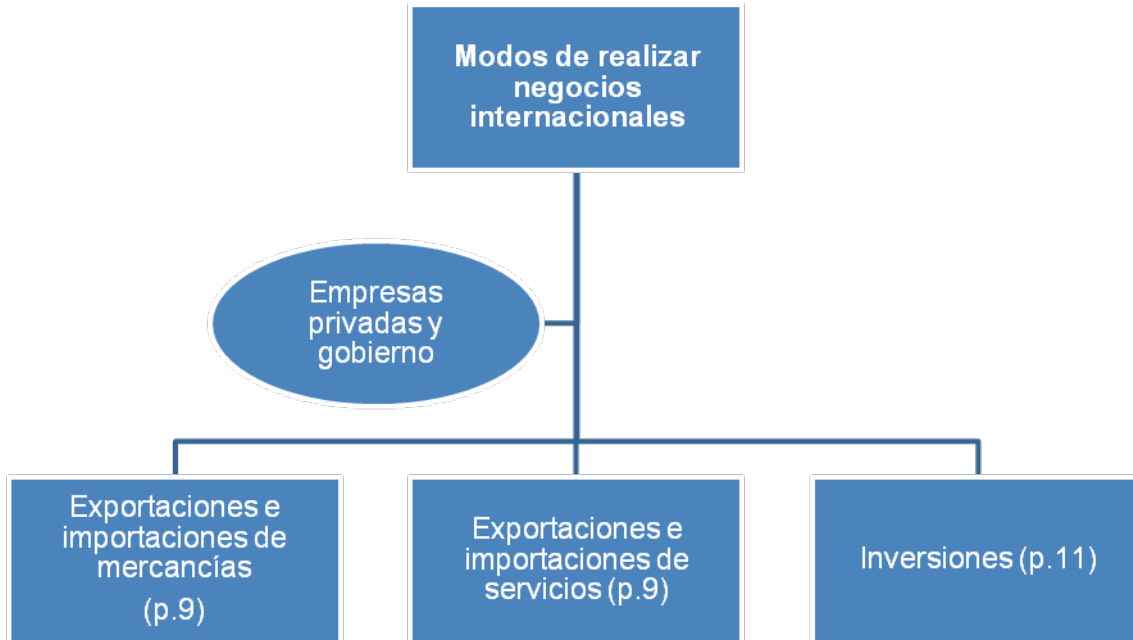 Modos de realizar
negocios
internacionales
Empresas
privadas y
gobierno
Exportaciones e
importaciones de
mercancías
(p.9)
Exportaciones e
importaciones de
servicios (p.9)
Inversiones (p.11)